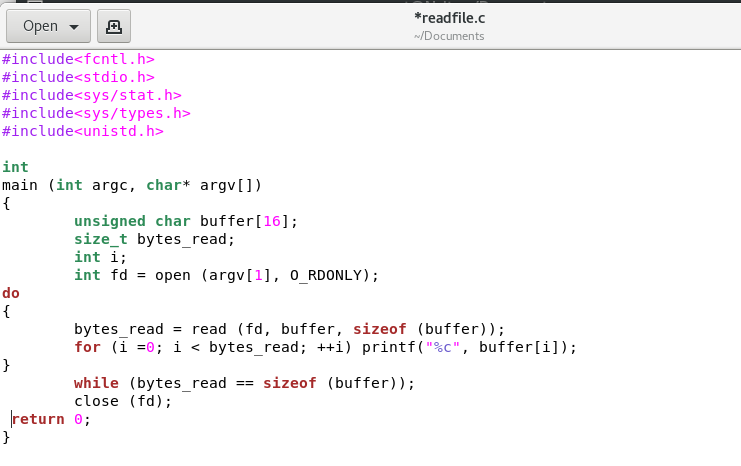 Open
*readfile.c
~/Documents
#include<fcntl.h>
#include<stdio.h>
#include<sys/stat.h>
#include<sys/types.h>
#include<unistd.h>
int
main (int argc, char* argv[])
{
        unsigned char buffer[16];
        size_t bytes_read;
        int i;
        int fd = open (argv[1], O_RDONLY);
do
{
        bytes_read = read (fd, buffer, sizeof (buffer));
        for (i =0; i < bytes_read; ++i) printf("%c", buffer[i]);
}
        while (bytes_read == sizeof (buffer));
        close (fd);
 return 0;
}